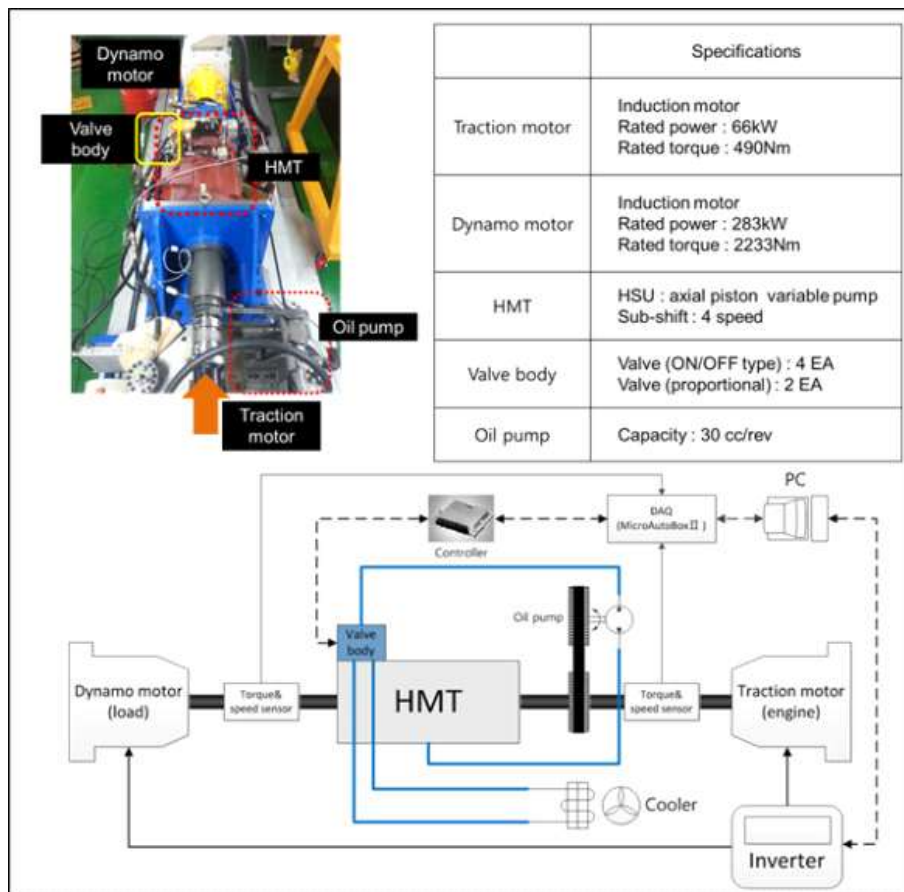 Dynamo
motor
Valve
body
HMT
Oil pump
Traction
motor
Specifications
Traction motor
Induction motor
Rated power : 66kW
Rated torque : 490Nm
Dynamo motor
Induction motor
Rated power : 283kW
Rated torque : 2233Nm
HMT
HSU : axial piston variable pump
Sub-shift : 4 speed
Valve body
Valve (ON/OFF type) : 4 EA
Valve (proportional) : 2 EA
Oil pump
Capacity : 30 cc/rev
PC
DAQ
(MicroAutoBoxⅡ)
Controller
Oil pump
Valve
body
Dynamo motor
(load)
Torque&
speed sensor
HMT
Torque&
speed sensor
Traction motor
(engine)
Cooler
Inverter